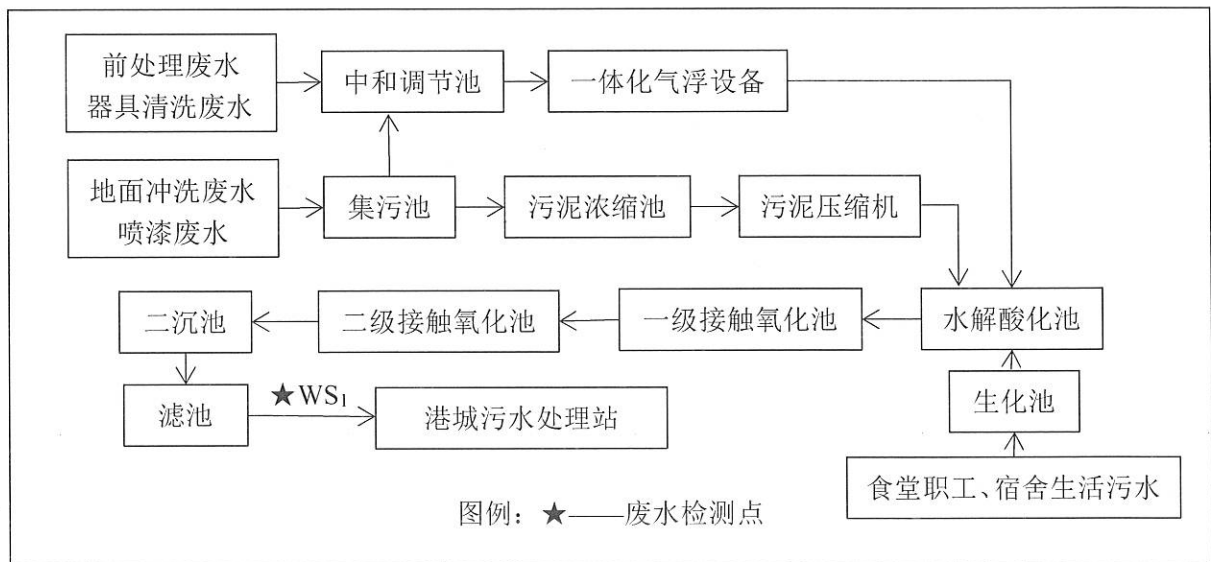 前处理废水
器具清洗废水
中和调节池
一体化气浮设备
地面冲洗废水
喷漆废水
集污池
污泥浓缩池
污泥压缩机
二沉池
二级接触氧化池
一级接触氧化池
水解酸化池
滤池
★WS₁
港城污水处理站
生化池
食堂职工、宿舍生活污水
图例：★——废水检测点